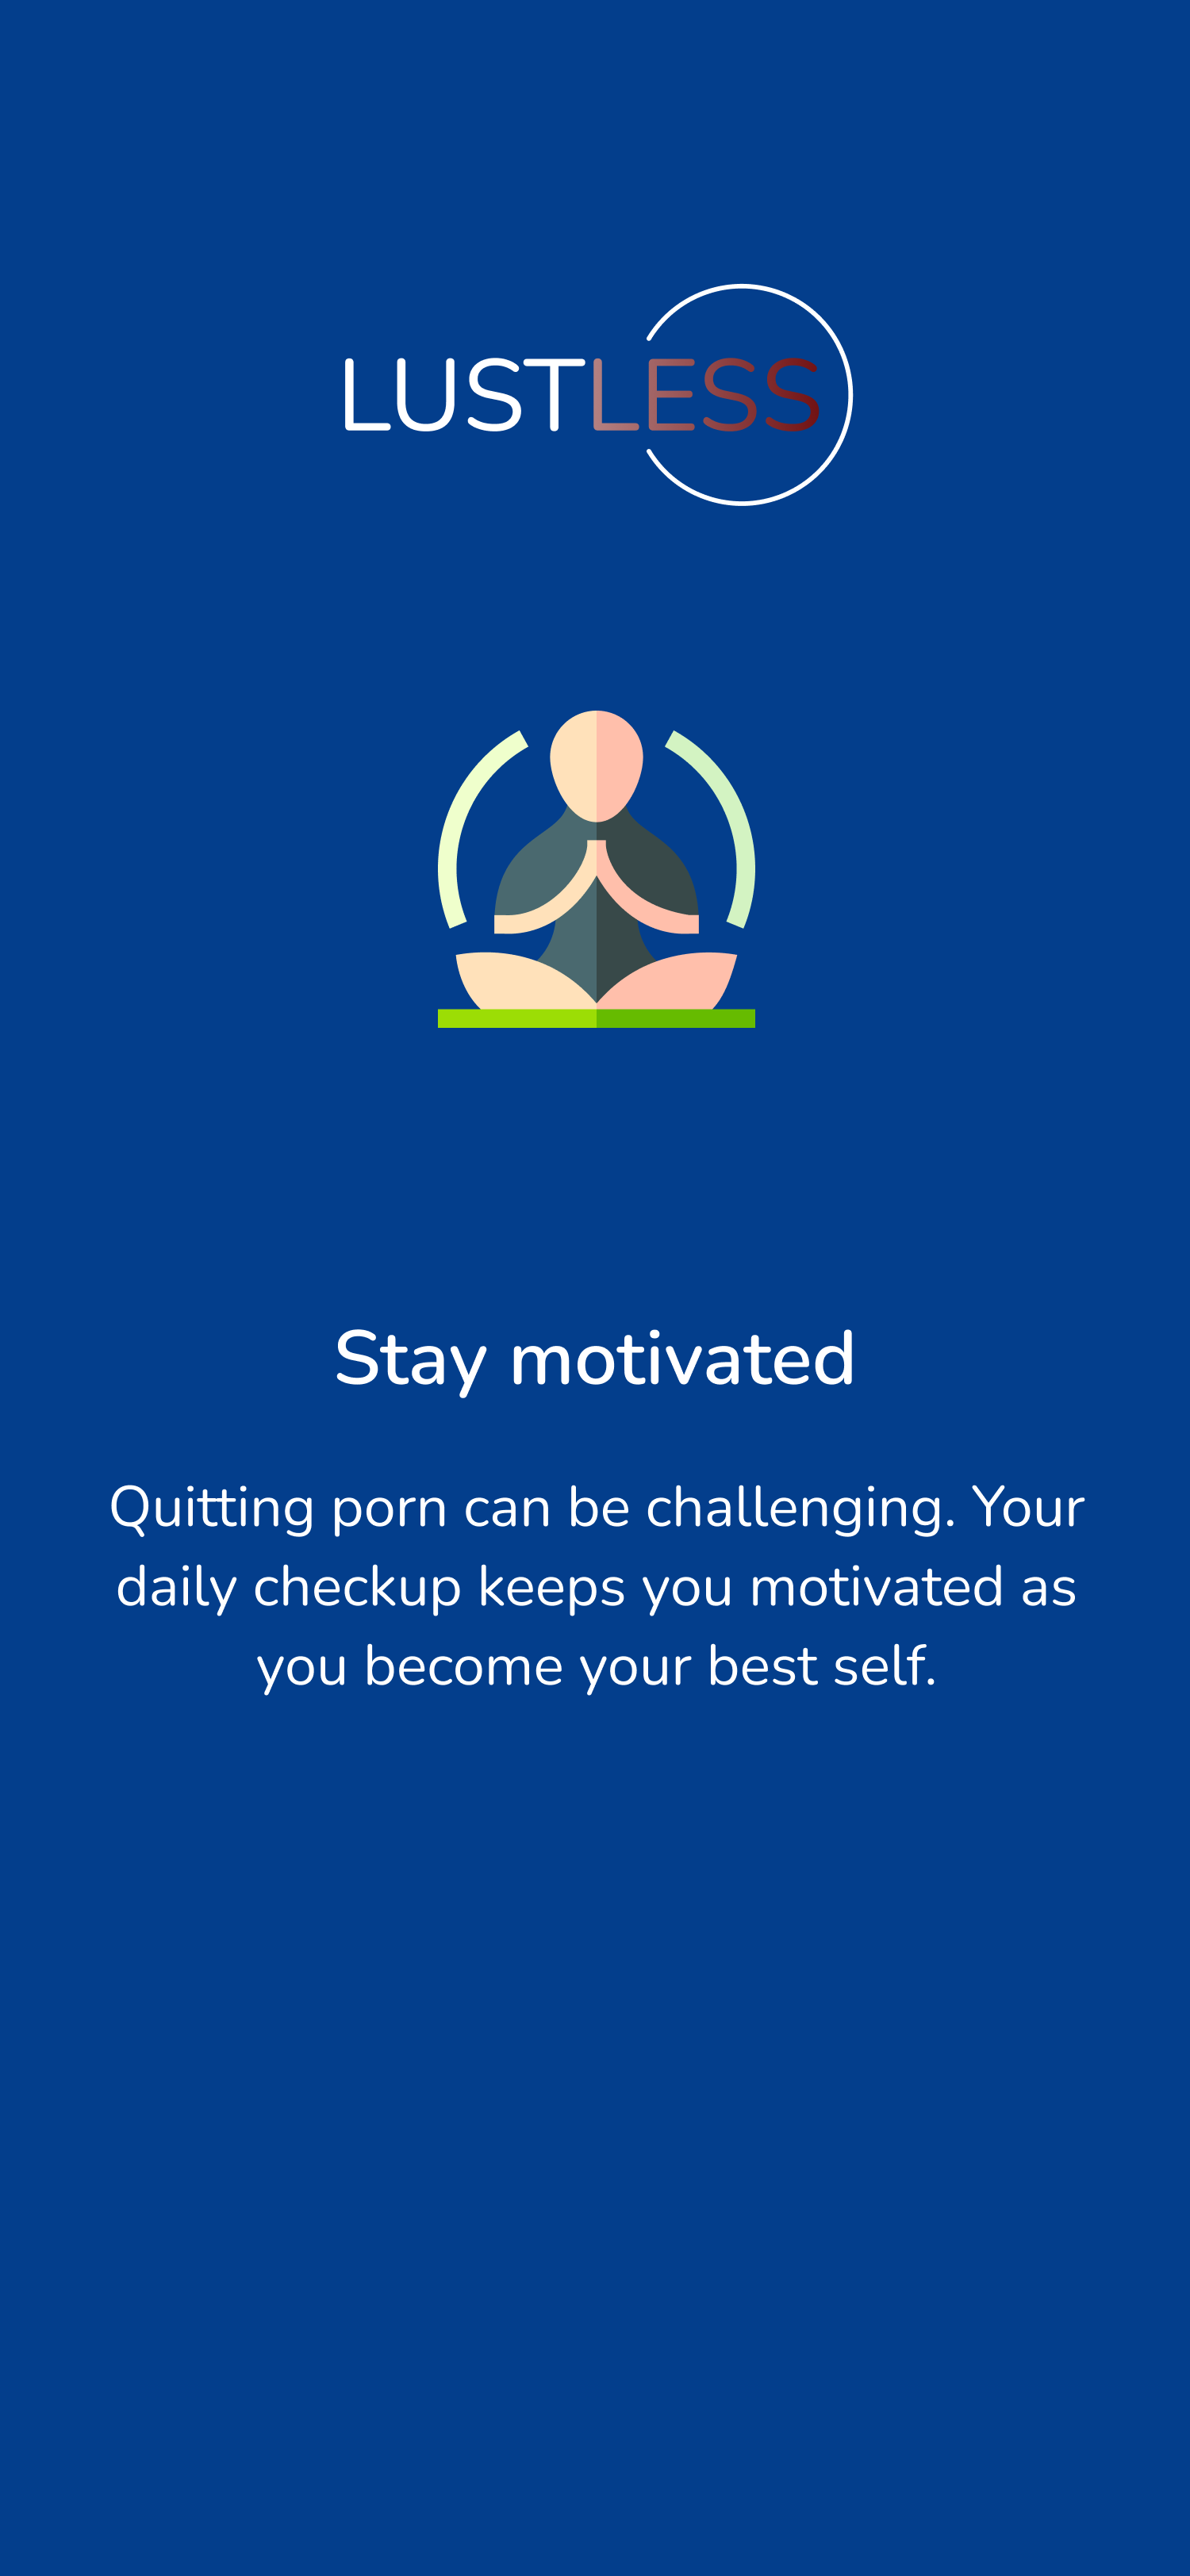 LUSTLESS
Stay motivated
Quitting porn can be challenging. Your
daily checkup keeps you motivated as
you become your best self.